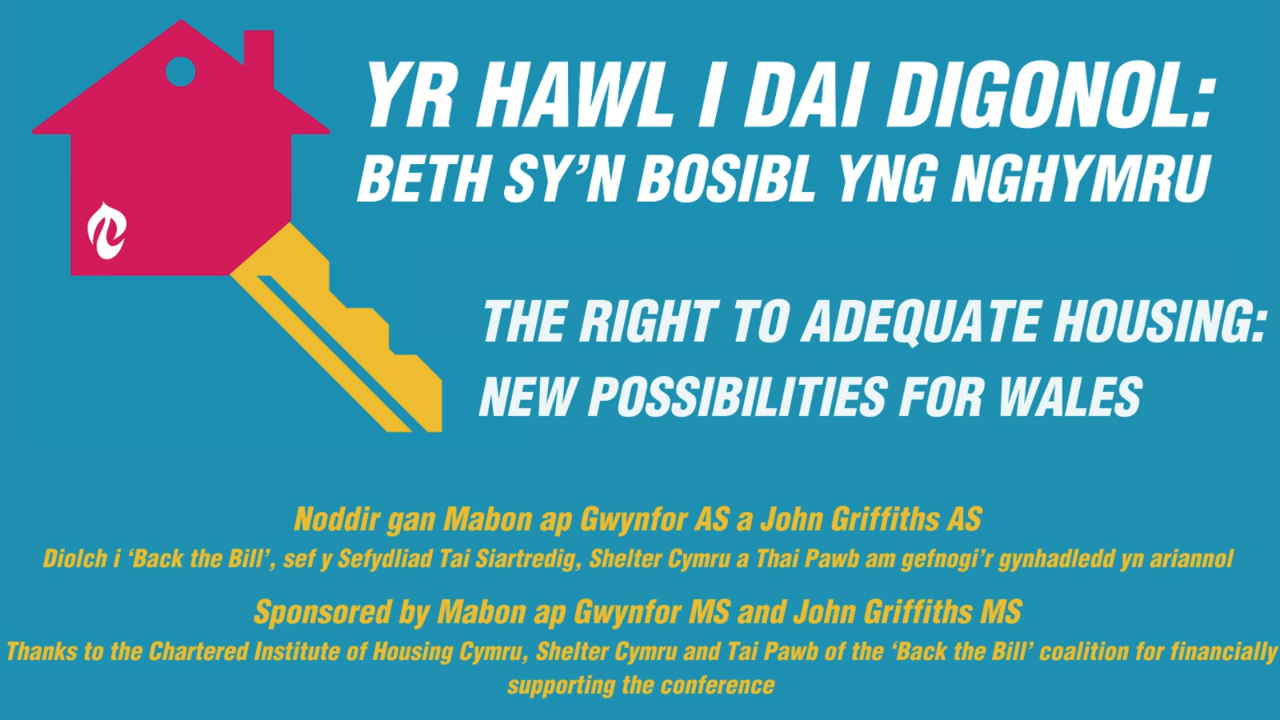 YR HAWL I DAI DIGONOL:
BETH SY’N BOSIBL YNG NGHYMRU
THE RIGHT TO ADEQUATE HOUSING:
NEW POSSIBILITIES FOR WALES
Noddir gan Mabon ap Gwynfor AS a John Griffiths AS
Diolch i ‘Back the Bill’, sef y Sefydliad Tai Siartredig, Shelter Cymru a Thai Pawb am gefnogi’r gynhadledd yn ariannol
Sponsored by Mabon ap Gwynfor MS and John Griffiths MS
Thanks to the Chartered Institute of Housing Cymru, Shelter Cymru and Tai Pawb of the ‘Back the Bill’ coalition for financially
supporting the conference